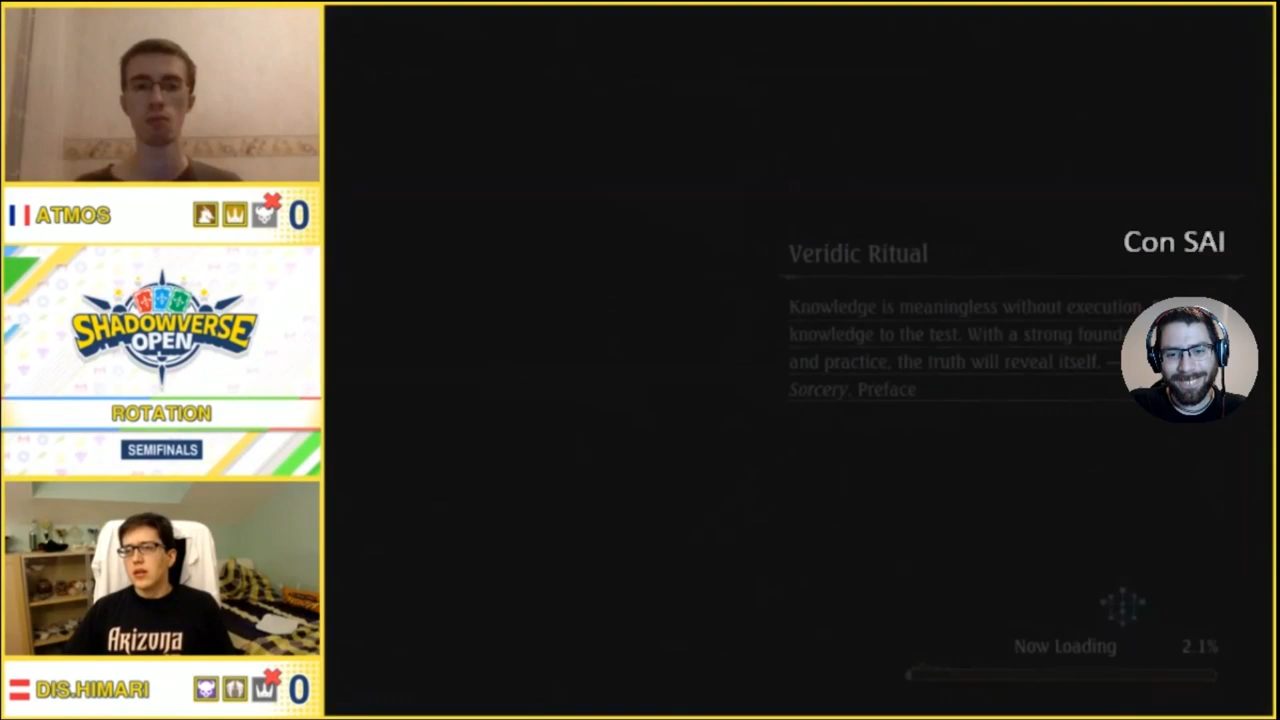 ATMOS
0
SHADOWVERSE
OPEN
ROTATION
SEMIFINALS
Arizona
DIS.HIMARI
0
Con SAI
Veridic Ritual
Knowledge is meaningless without execution.
knowledge to the test. With a strong found
and practice, the truth will reveal itself. —
Sorcery, Preface
Now Loading
2.1%